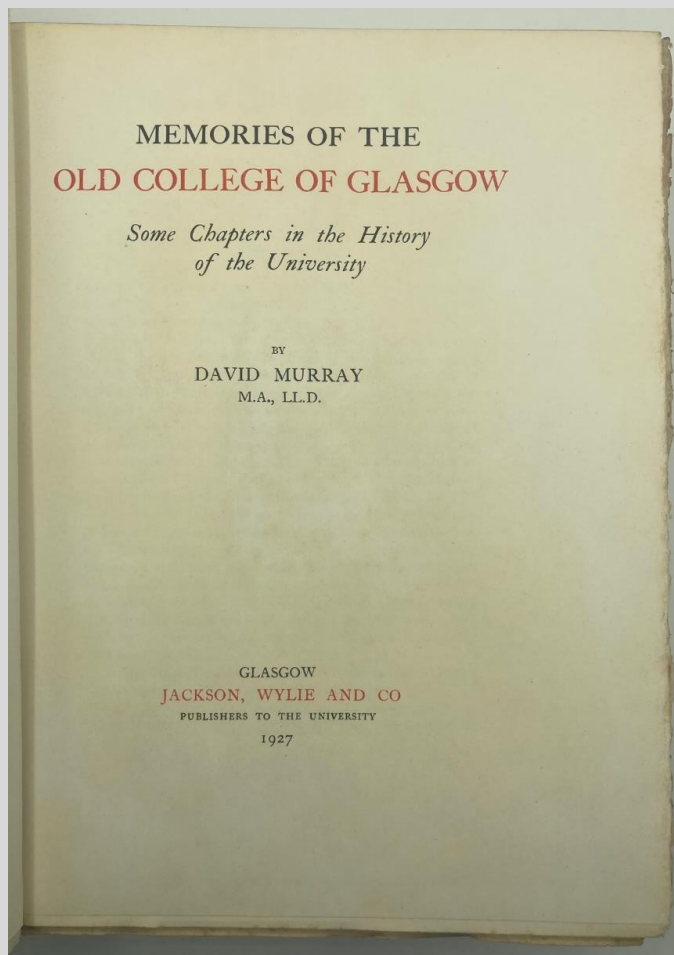 MEMORIES OF THE
OLD COLLEGE OF GLASGOW
Some Chapters in the History
of the University
BY
DAVID MURRAY
M.A., LL.D.
GLASGOW
JACKSON, WYLIE AND CO
PUBLISHERS TO THE UNIVERSITY
1927